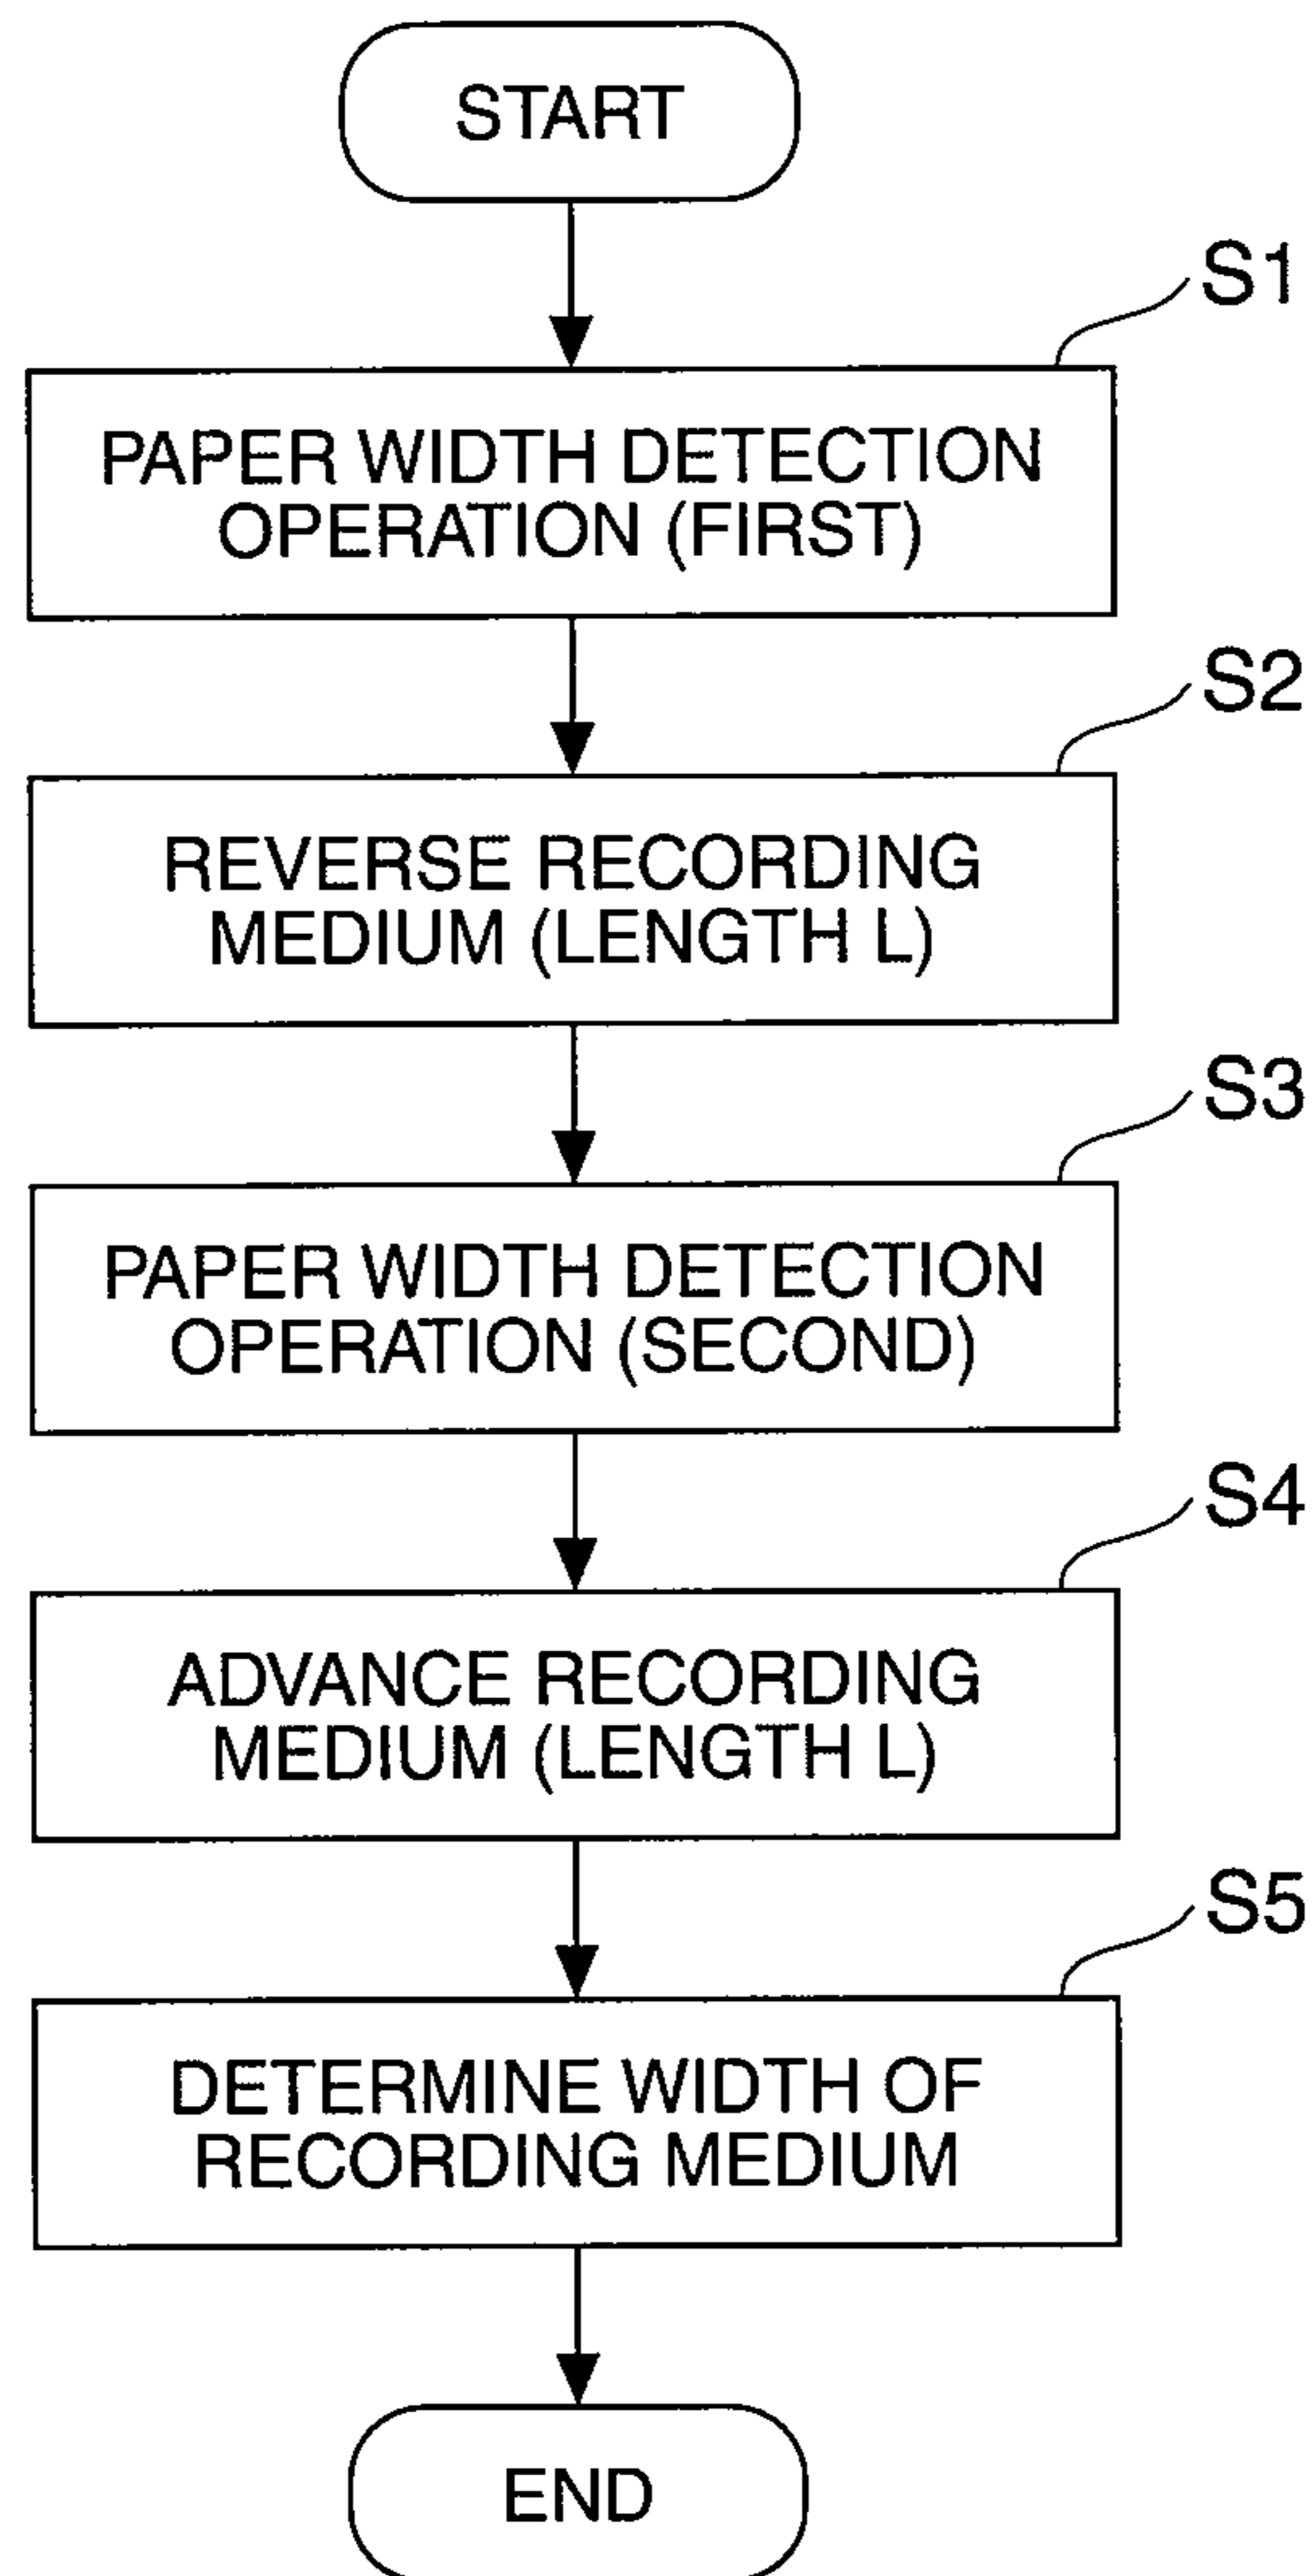 START
S1
PAPER WIDTH DETECTION
OPERATION (FIRST)
S2
REVERSE RECORDING
MEDIUM (LENGTH L)
S3
PAPER WIDTH DETECTION
OPERATION (SECOND)
S4
ADVANCE RECORDING
MEDIUM (LENGTH L)
S5
DETERMINE WIDTH OF
RECORDING MEDIUM
END